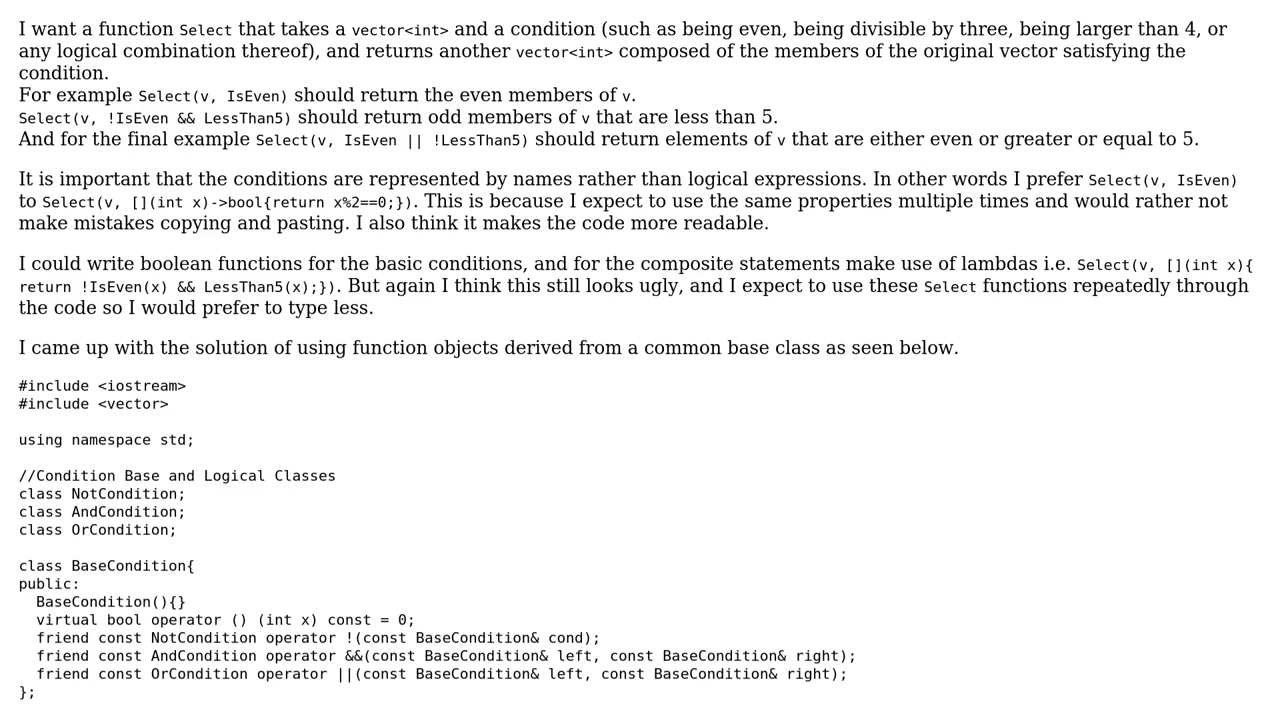 I want a function Select that takes a vector<int> and a condition (such as being even, being divisible by three, being larger than 4, or
any logical combination thereof), and returns another vector<int> composed of the members of the original vector satisfying the
condition.
For example Select(v, IsEven) should return the even members of v.
Select(v, !IsEven && LessThan5) should return odd members of v that are less than 5.
And for the final example Select(v, IsEven || !LessThan5) should return elements of v that are either even or greater or equal to 5.
It is important that the conditions are represented by names rather than logical expressions. In other words I prefer Select(v, IsEven)
to Select(v, [](int x)->bool{return x%2==0;}). This is because I expect to use the same properties multiple times and would rather not
make mistakes copying and pasting. I also think it makes the code more readable.
I could write boolean functions for the basic conditions, and for the composite statements make use of lambdas i.e. Select(v, [](int x){
return !IsEven(x) && LessThan5(x);}). But again I think this still looks ugly, and I expect to use these Select functions repeatedly through
the code so I would prefer to type less.
I came up with the solution of using function objects derived from a common base class as seen below.
#include <iostream>
#include <vector>
using namespace std;
//Condition Base and Logical Classes
class NotCondition;
class AndCondition;
class OrCondition;
class BaseCondition{
public:
  BaseCondition(){}
  virtual bool operator () (int x) const = 0;
  friend const NotCondition operator !(const BaseCondition& cond);
  friend const AndCondition operator &&(const BaseCondition& left, const BaseCondition& right);
  friend const OrCondition operator ||(const BaseCondition& left, const BaseCondition& right);
};